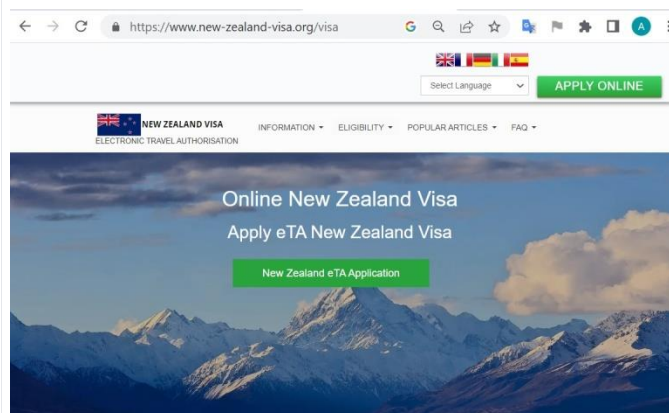 https://www.new-zealand-visa.org/visa
Select Language
APPLY ONLINE
NEW ZEALAND VISA
ELECTRONIC TRAVEL AUTHORISATION
INFORMATION
ELIGIBILITY
POPULAR ARTICLES
FAQ
Online New Zealand Visa
Apply eTA New Zealand Visa
New Zealand eTA Application